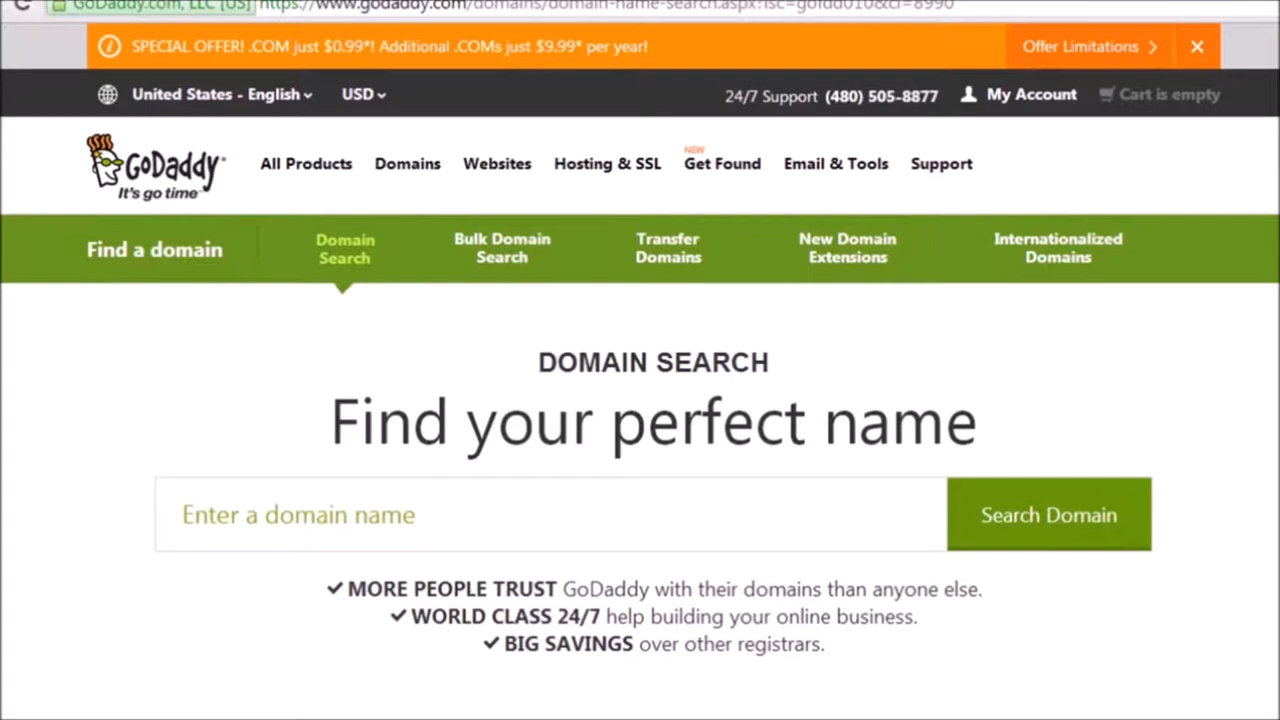 GoDaddy.com, LLC [US] https://www.godaddy.com/domains/domain-name-search.aspx?isc=gofdd010&ci=8990
SPECIAL OFFER! .COM just $0.99*! Additional .COMs just $9.99* per year! Offer Limitations
United States - English USD 24/7 Support (480) 505-8877 My Account Cart is empty
GoDaddy
It's go time
All Products Domains Websites Hosting & SSL NEW Get Found Email & Tools Support
Find a domain
Domain Search
Bulk Domain Search
Transfer Domains
New Domain Extensions
Internationalized Domains
DOMAIN SEARCH
Find your perfect name
Enter a domain name Search Domain
MORE PEOPLE TRUST GoDaddy with their domains than anyone else.
WORLD CLASS 24/7 help building your online business.
BIG SAVINGS over other registrars.